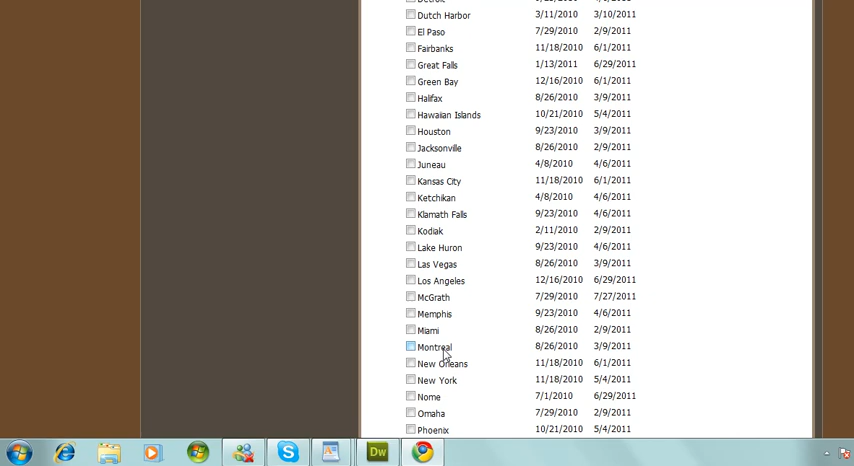 Detroit
Dutch Harbor 3/11/2010 3/10/2011
El Paso 7/29/2010 2/9/2011
Fairbanks 11/18/2010 6/1/2011
Great Falls 1/13/2011 6/29/2011
Green Bay 12/16/2010 6/1/2011
Halifax 8/26/2010 3/9/2011
Hawaiian Islands 10/21/2010 5/4/2011
Houston 9/23/2010 3/9/2011
Jacksonville 8/26/2010 2/9/2011
Juneau 4/8/2010 4/6/2011
Kansas City 11/18/2010 6/1/2011
Ketchikan 4/8/2010 4/6/2011
Klamath Falls 9/23/2010 4/6/2011
Kodiak 2/11/2010 2/9/2011
Lake Huron 9/23/2010 4/6/2011
Las Vegas 8/26/2010 3/9/2011
Los Angeles 12/16/2010 6/29/2011
McGrath 7/29/2010 7/27/2011
Memphis 9/23/2010 4/6/2011
Miami 8/26/2010 2/9/2011
Montreal 8/26/2010 3/9/2011
New Orleans 11/18/2010 6/1/2011
New York 11/18/2010 5/4/2011
Nome 7/1/2010 6/29/2011
Omaha 7/29/2010 2/9/2011
Phoenix 10/21/2010 5/4/2011
Dw